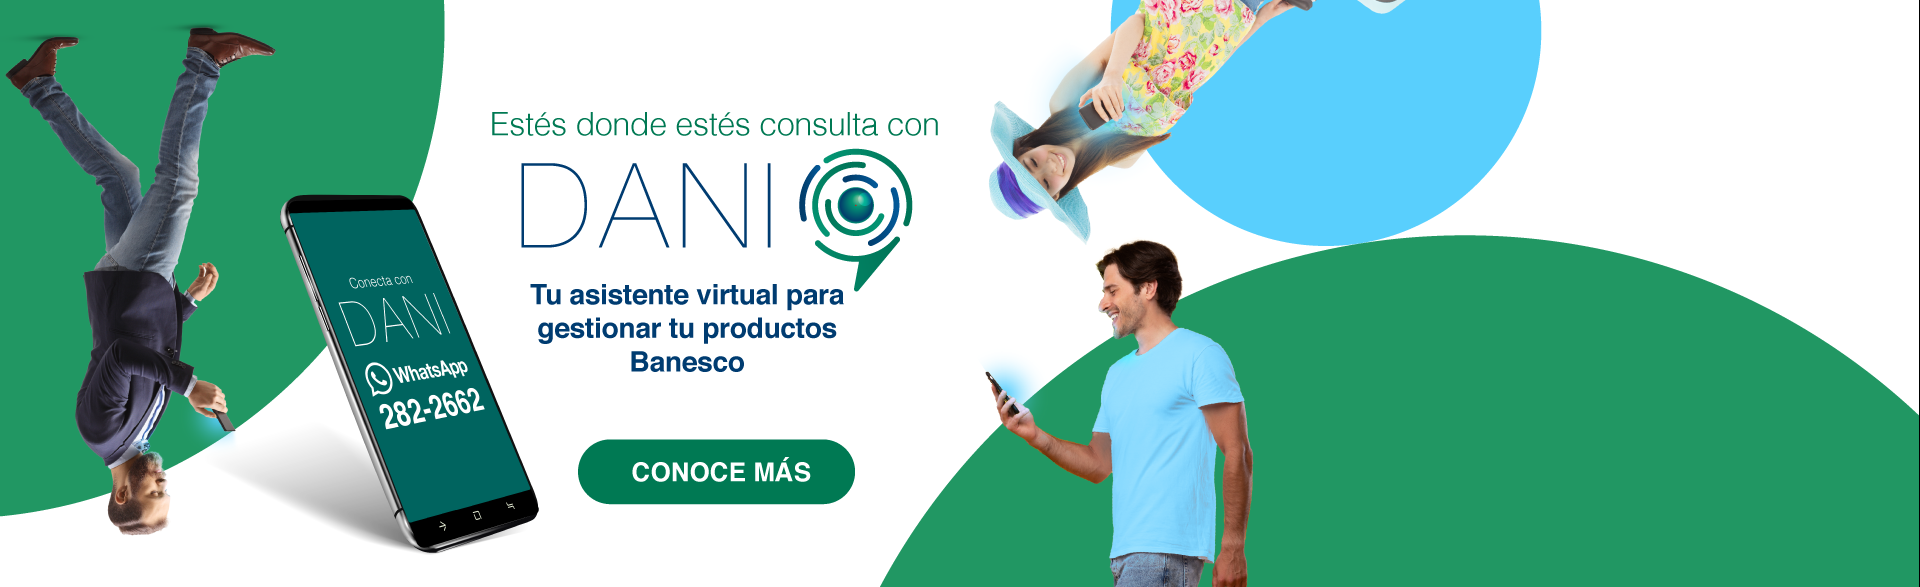 Estés donde estés consulta con
DANI
Tu asistente virtual para
gestionar tu productos
Banesco
CONOCE MÁS
Conecta con
DANI
WhatsApp
282-2662